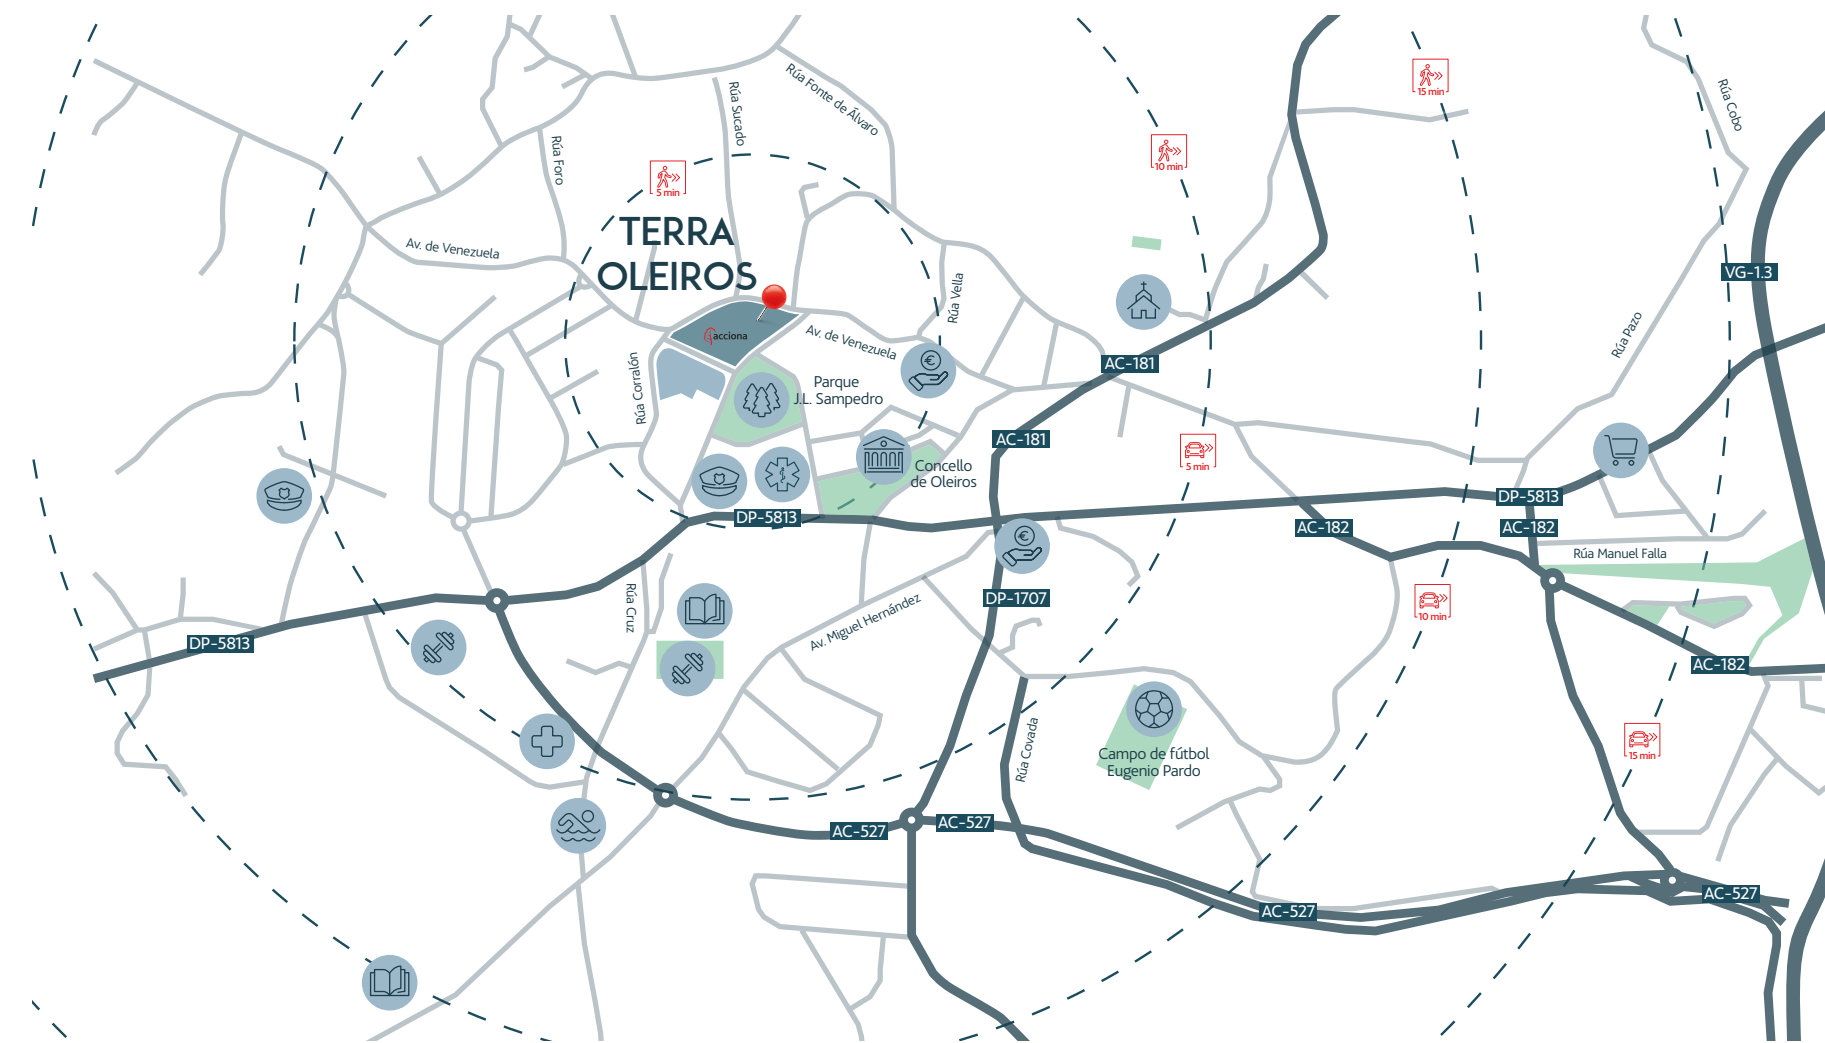 15 min
Rúa Fonte de Álvaro
Rúa Sucado
Rúa Cobo
Rúa Foro
10 min
5 min
TERRA
OLEIROS
Av. de Venezuela
VG-1.3
Rúa Vella
acciona
Av. de Venezuela
Rúa Pazo
AC-181
Rúa Corralón
Parque
J.L. Sampedro
AC-181
5 min
Concello
de Oleiros
DP-5813
DP-5813
AC-182
AC-182
Rúa Manuel Falla
DP-1707
Rúa Cruz
Av. Miguel Hernández
10 min
DP-5813
AC-182
Rúa Covada
Campo de fútbol
Eugenio Pardo
15 min
AC-527
AC-527
AC-527
AC-527